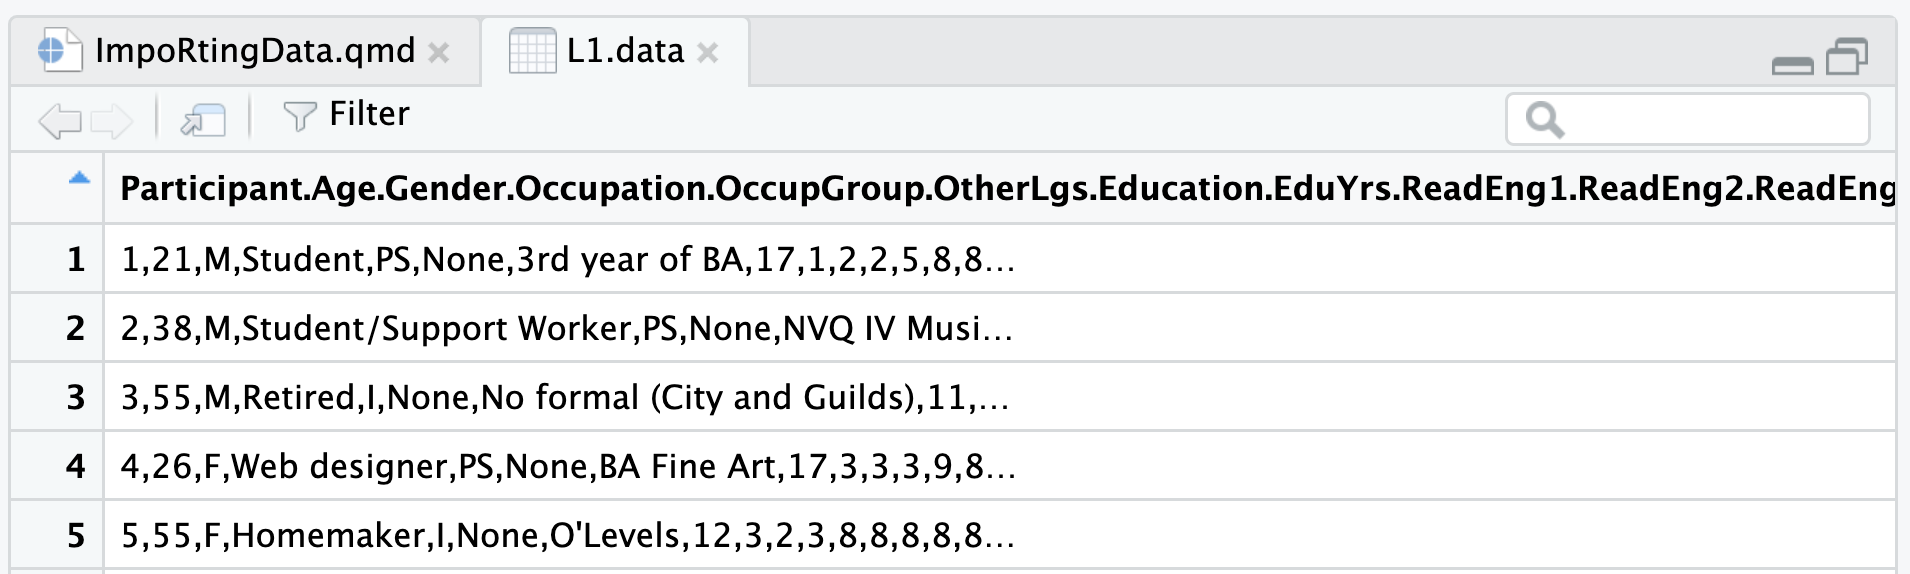 ImpoRtingData.qmd L1.data
Filter
Participant.Age.Gender.Occupation.OccupGroup.OtherLgs.Education.EduYrs.ReadEng1.ReadEng2.ReadEng
1 1,21,M,Student,PS,None,3rd year of BA,17,1,2,2,5,8,8…
2 2,38,M,Student/Support Worker,PS,None,NVQ IV Musi…
3 3,55,M,Retired,I,None,No formal (City and Guilds),11,…
4 4,26,F,Web designer,PS,None,BA Fine Art,17,3,3,3,9,8…
5 5,55,F,Homemaker,I,None,O'Levels,12,3,2,3,8,8,8,8,8…